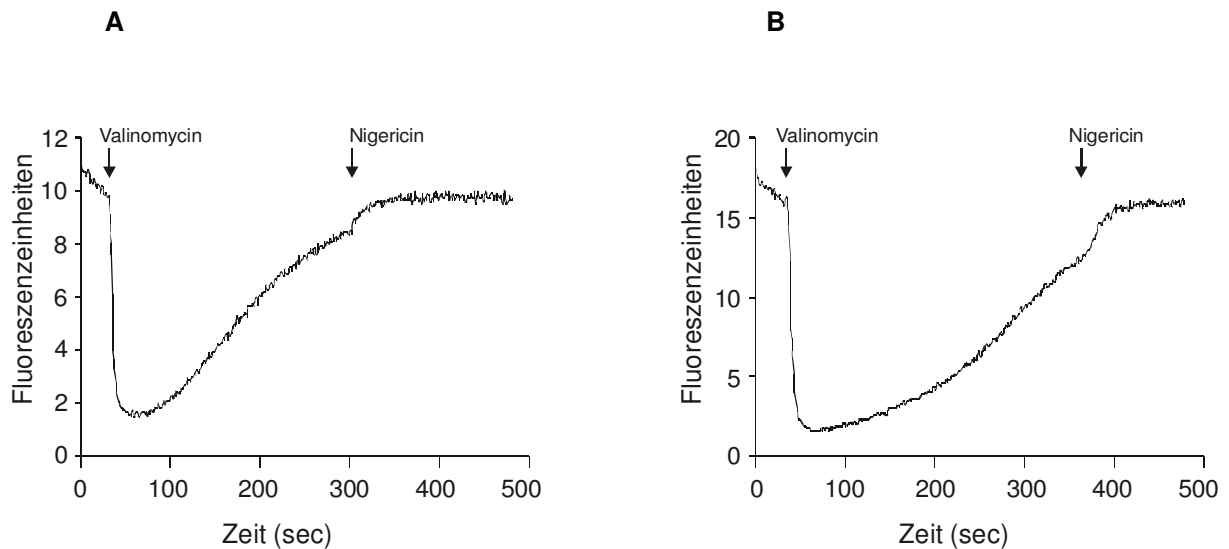 A
Valinomycin
Nigericin
Fluoreszenzeinheiten
12
10
8
6
4
2
0
0 100 200 300 400 500
Zeit (sec)
B
Valinomycin
Nigericin
Fluoreszenzeinheiten
20
15
10
5
0
0 100 200 300 400 500
Zeit (sec)